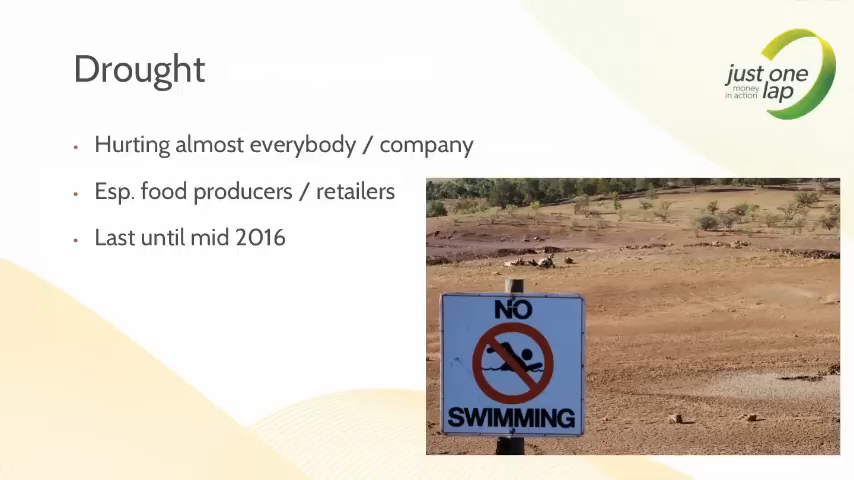 Drought
just one
money
in action
lap
• Hurting almost everybody / company
• Esp. food producers / retailers
• Last until mid 2016
NO
SWIMMING